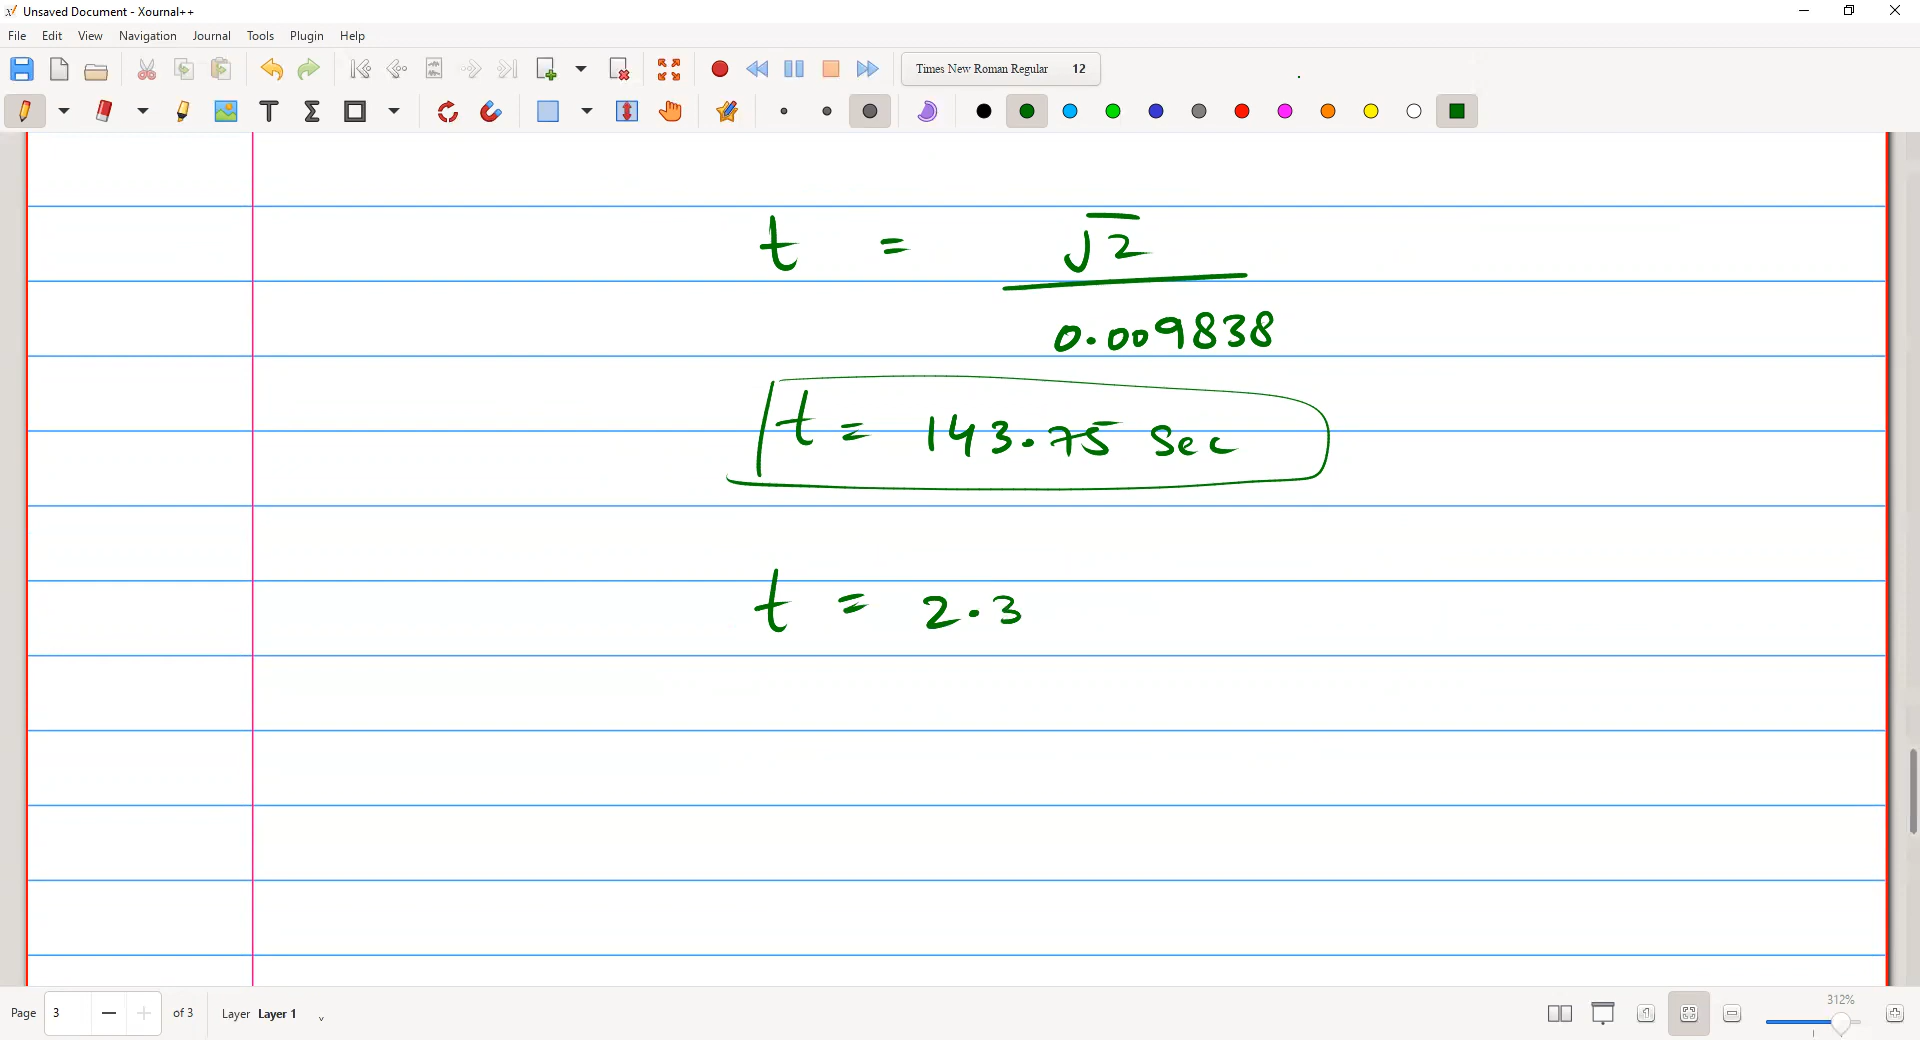 Unsaved Document - Xournal++
File Edit View Navigation Journal Tools Plugin Help
Times New Roman Regular 12
t = √2
0.009838
t = 143.75 sec
t = 2.3
Page 3 of 3 Layer Layer 1 312%